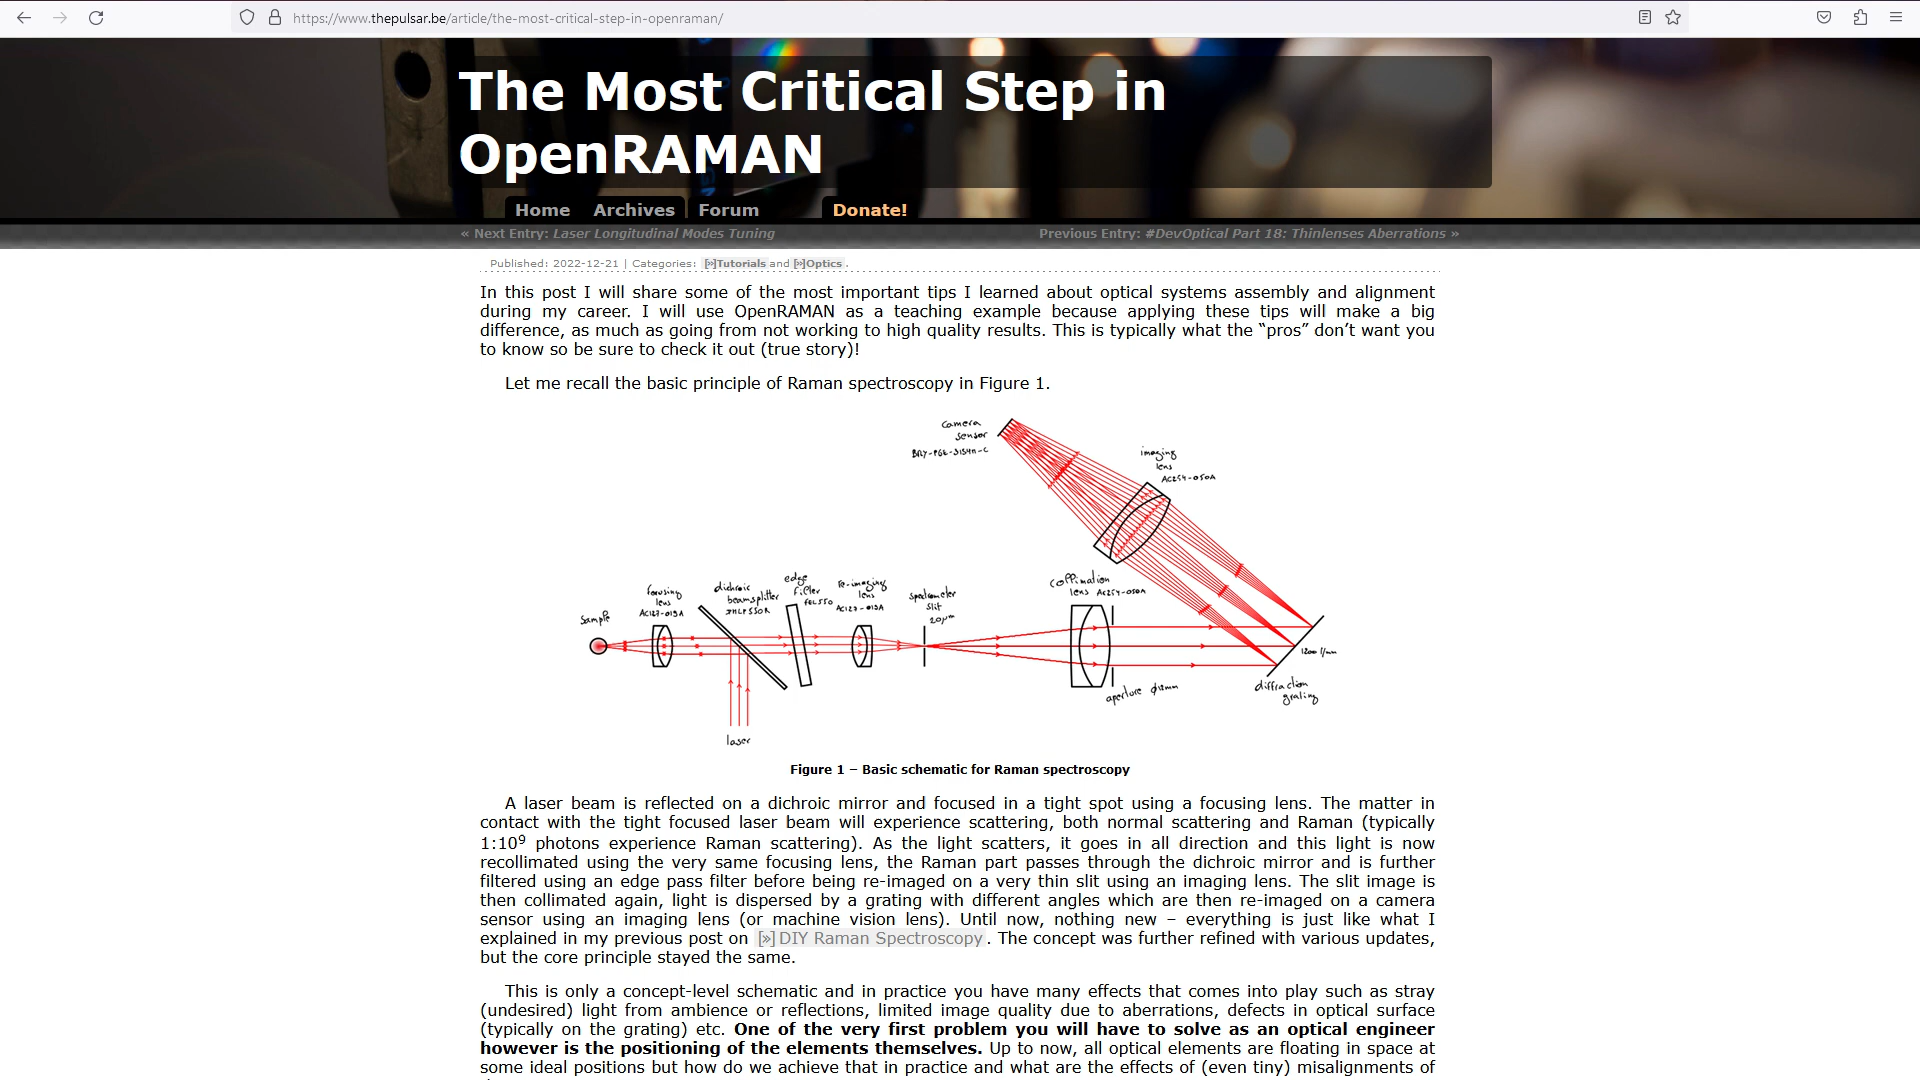 https://www.thepulsar.be/article/the-most-critical-step-in-openraman/
The Most Critical Step in
OpenRAMAN
Home Archives Forum Donate!
« Next Entry: Laser Longitudinal Modes Tuning Previous Entry: #DevOptical Part 18: Thinlenses Aberrations »
Published: 2022-12-21 | Categories: [»]Tutorials and [»]Optics.
In this post I will share some of the most important tips I learned about optical systems assembly and alignment
during my career. I will use OpenRAMAN as a teaching example because applying these tips will make a big
difference, as much as going from not working to high quality results. This is typically what the “pros” don’t want you
to know so be sure to check it out (true story)!
Let me recall the basic principle of Raman spectroscopy in Figure 1.
camera
sensor
imaging
lens
AC254-050A
collimation
lens AC254-050A
edge
filter
FEL550
dichroic
beamsplitter
focusing
lens
AC127-019A
re-imaging
lens
AC127-019A
spectrometer
slit
20µm
sample
1200 l/mm
diffraction
grating
aperture ϕ12mm
laser
Figure 1 – Basic schematic for Raman spectroscopy
A laser beam is reflected on a dichroic mirror and focused in a tight spot using a focusing lens. The matter in
contact with the tight focused laser beam will experience scattering, both normal scattering and Raman (typically
1:10⁹ photons experience Raman scattering). As the light scatters, it goes in all direction and this light is now
recollimated using the very same focusing lens, the Raman part passes through the dichroic mirror and is further
filtered using an edge pass filter before being re-imaged on a very thin slit using an imaging lens. The slit image is
then collimated again, light is dispersed by a grating with different angles which are then re-imaged on a camera
sensor using an imaging lens (or machine vision lens). Until now, nothing new – everything is just like what I
explained in my previous post on [»]DIY Raman Spectroscopy. The concept was further refined with various updates,
but the core principle stayed the same.
This is only a concept-level schematic and in practice you have many effects that comes into play such as stray
(undesired) light from ambience or reflections, limited image quality due to aberrations, defects in optical surface
(typically on the grating) etc. One of the very first problem you will have to solve as an optical engineer
however is the positioning of the elements themselves. Up to now, all optical elements are floating in space at
some ideal positions but how do we achieve that in practice and what are the effects of (even tiny) misalignments of